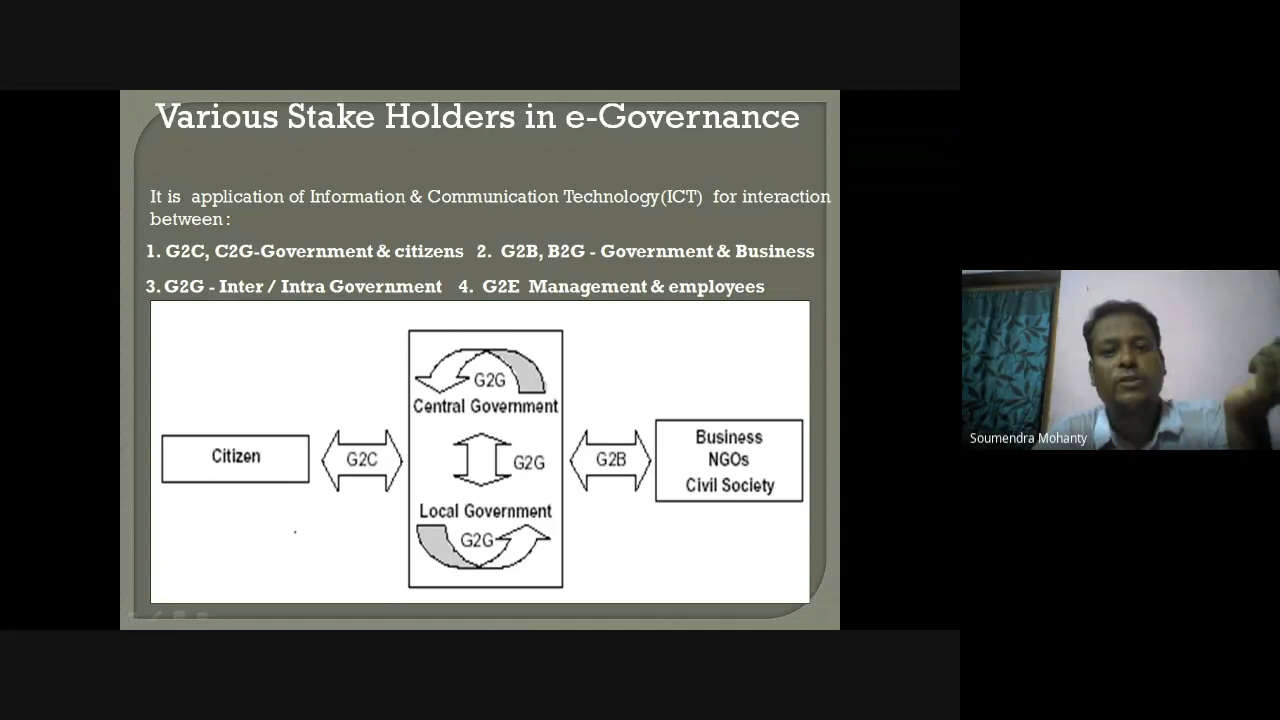 Various Stake Holders in e-Governance
It is application of Information & Communication Technology(ICT) for interaction
between :
1. G2C, C2G-Government & citizens 2. G2B, B2G - Government & Business
3. G2G - Inter / Intra Government 4. G2E Management & employees
G2G
Central Government
Citizen
G2C
G2G
G2B
Business
NGOs
Civil Society
Local Government
G2G
Soumendra Mohanty